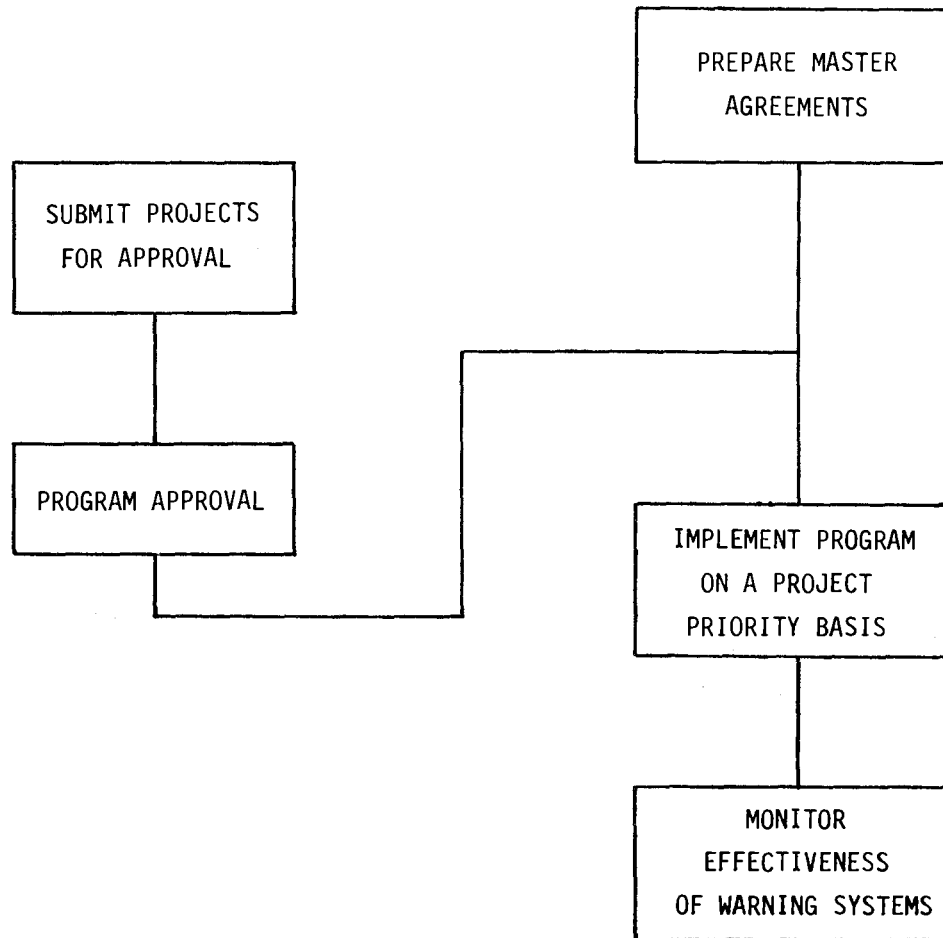 PREPARE MASTER
AGREEMENTS
SUBMIT PROJECTS
FOR APPROVAL
PROGRAM APPROVAL
IMPLEMENT PROGRAM
ON A PROJECT
PRIORITY BASIS
MONITOR
EFFECTIVENESS
OF WARNING SYSTEMS